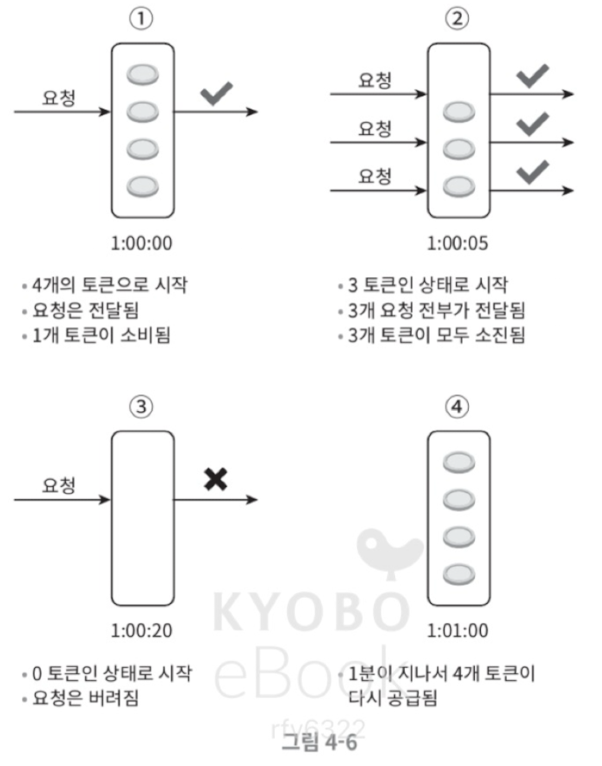 ①
요청
1:00:00
• 4개의 토큰으로 시작
• 요청은 전달됨
• 1개 토큰이 소비됨
②
요청
요청
요청
1:00:05
• 3 토큰인 상태로 시작
• 3개 요청 전부가 전달됨
• 3개 토큰이 모두 소진됨
③
요청
1:00:20
• 0 토큰인 상태로 시작
• 요청은 버려짐
④
1:01:00
• 1분이 지나서 4개 토큰이
다시 공급됨
KYOBO
eBook
rfy6322
그림 4-6